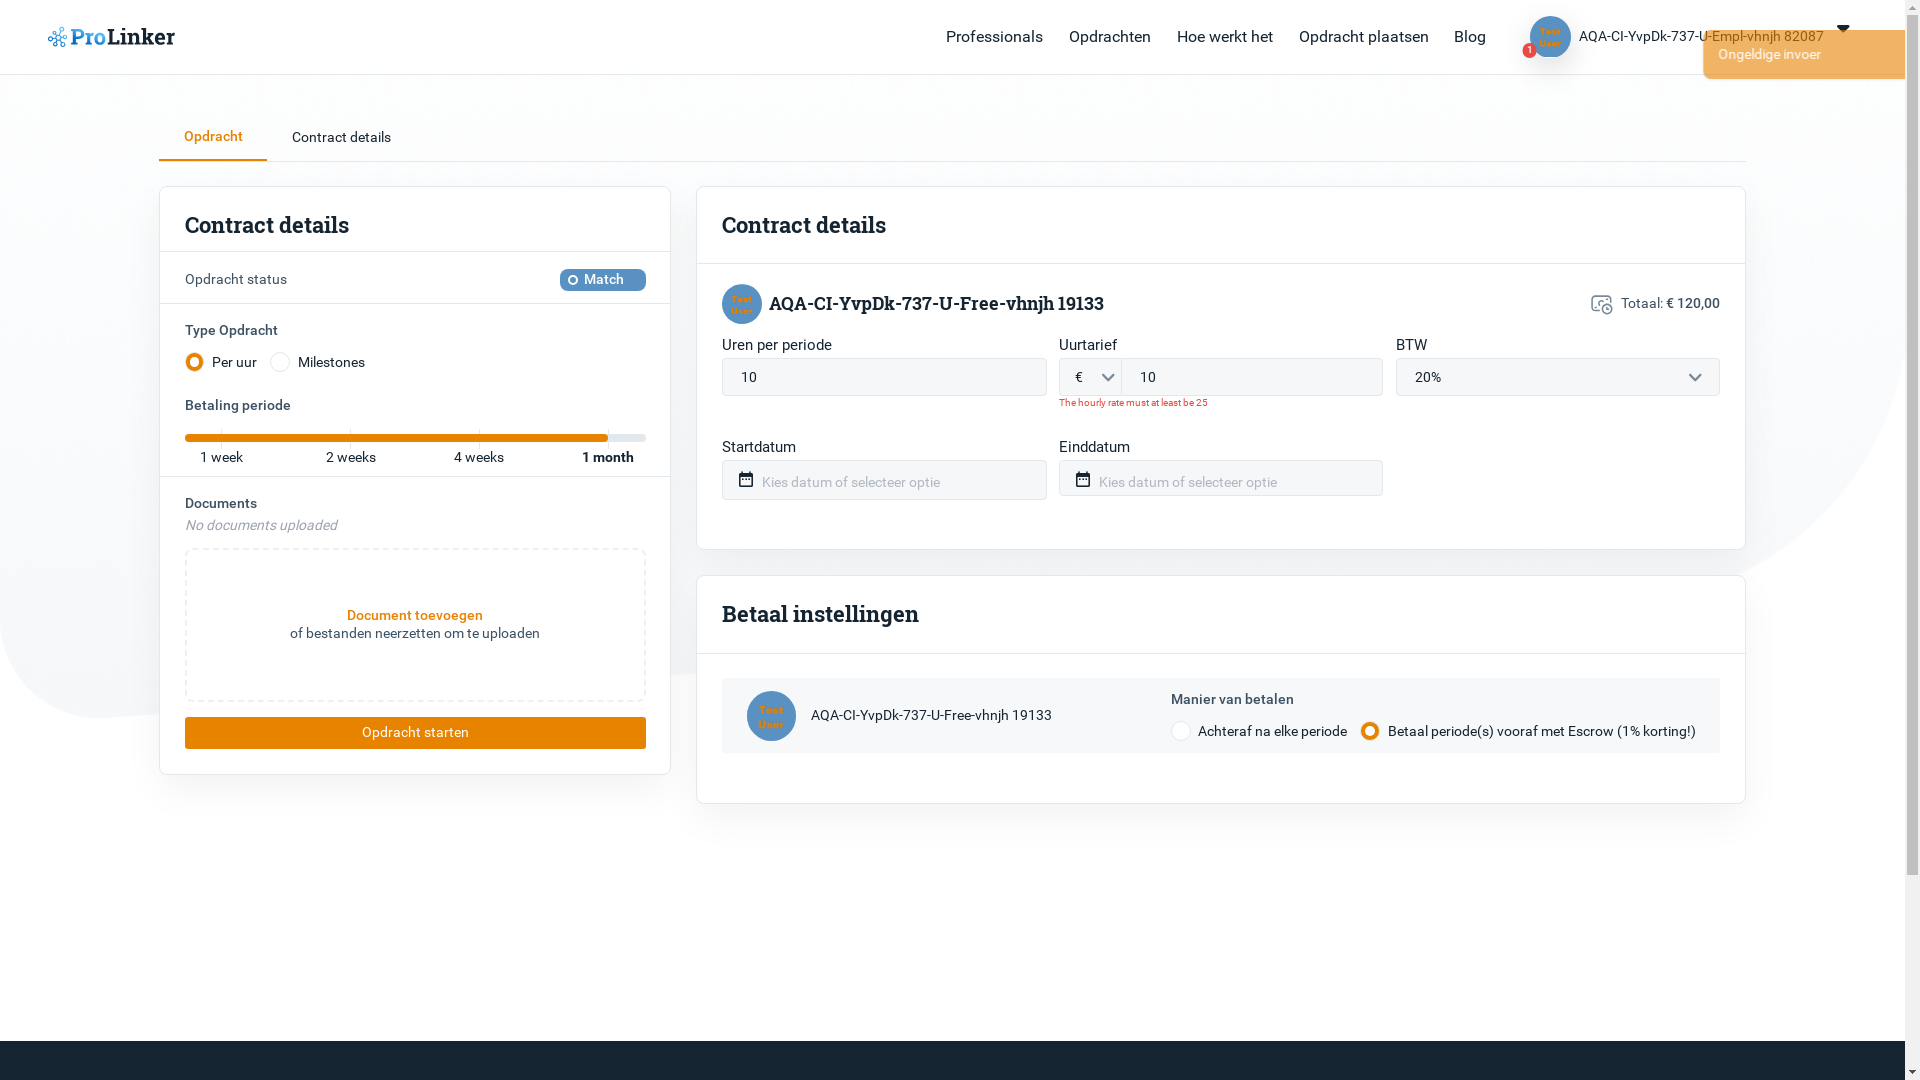 ProLinker
Professionals
Opdrachten
Hoe werkt het
Opdracht plaatsen
Blog
Test
User
1
AQA-CI-YvpDk-737-U-Empl-vhnjh 82087
Ongeldige invoer
Opdracht
Contract details
Contract details
Opdracht status
Match
Type Opdracht
Per uur
Milestones
Betaling periode
1 week
2 weeks
4 weeks
1 month
Documents
No documents uploaded
Document toevoegen
of bestanden neerzetten om te uploaden
Opdracht starten
Contract details
Test
User
AQA-CI-YvpDk-737-U-Free-vhnjh 19133
Totaal: € 120,00
Uren per periode
Uurtarief
BTW
10
€
10
20%
The hourly rate must at least be 25
Startdatum
Einddatum
Kies datum of selecteer optie
Kies datum of selecteer optie
Betaal instellingen
Test
User
AQA-CI-YvpDk-737-U-Free-vhnjh 19133
Manier van betalen
Achteraf na elke periode
Betaal periode(s) vooraf met Escrow (1% korting!)